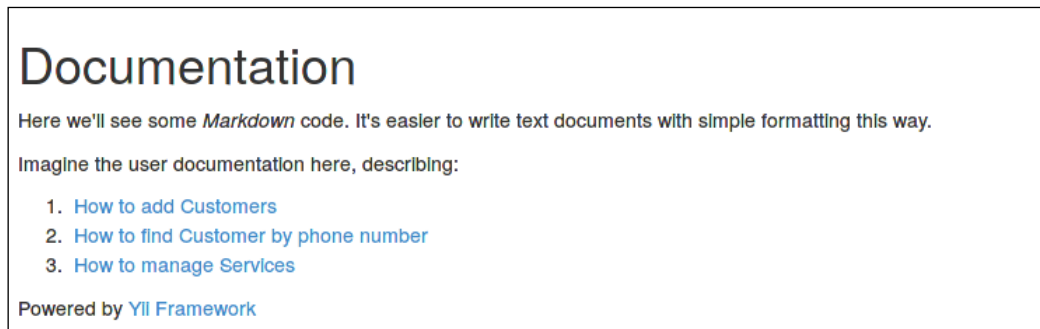 Documentation
Here we'll see some Markdown code. It's easier to write text documents with simple formatting this way.
Imagine the user documentation here, describing:
1. How to add Customers
2. How to find Customer by phone number
3. How to manage Services
Powered by Yii Framework